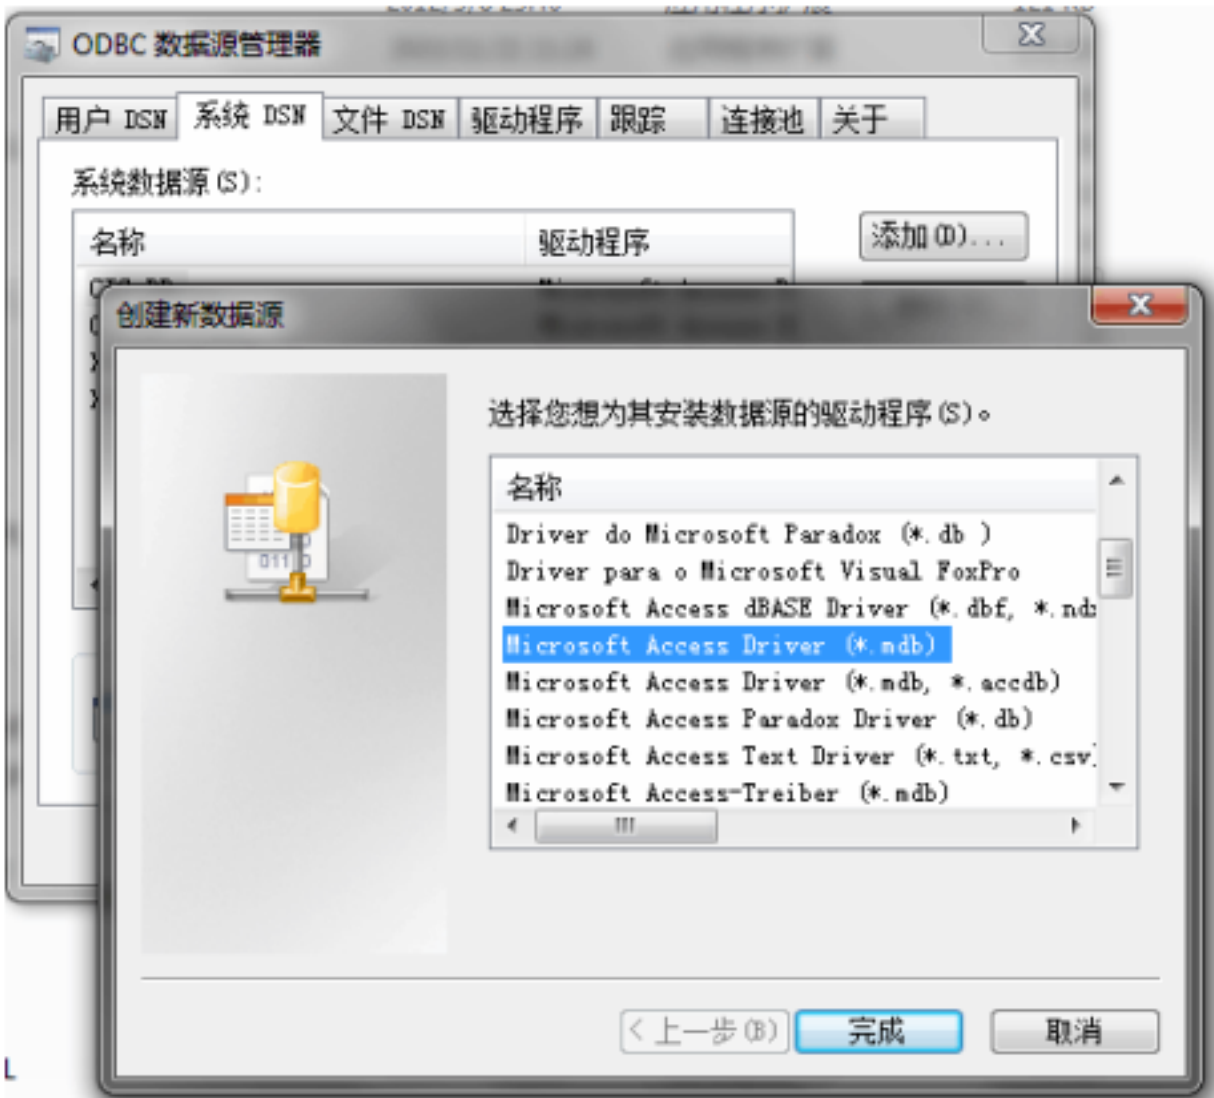 ODBC 数据源管理器
用户 DSN 系统 DSN 文件 DSN 驱动程序 跟踪 连接池 关于
系统数据源(S):
名称 驱动程序 添加(D)...
创建新数据源
选择您想为其安装数据源的驱动程序(S)。
名称
Driver do Microsoft Paradox (*.db )
Driver para o Microsoft Visual FoxPro
Microsoft Access dBASE Driver (*.dbf, *.ndx
Microsoft Access Driver (*.mdb)
Microsoft Access Driver (*.mdb, *.accdb)
Microsoft Access Paradox Driver (*.db)
Microsoft Access Text Driver (*.txt, *.csv)
Microsoft Access-Treiber (*.mdb)
< 上一步(B) 完成 取消